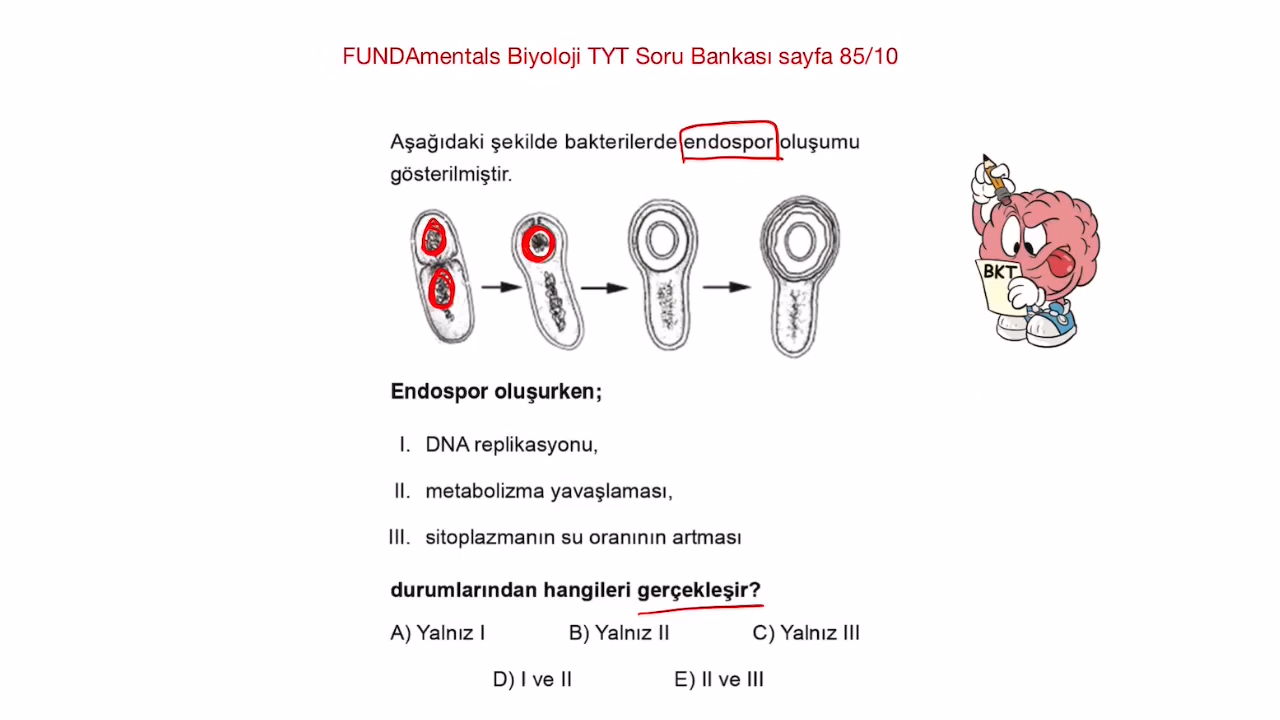 FUNDAmentals Biyoloji TYT Soru Bankası sayfa 85/10
Aşağıdaki şekilde bakterilerde endospor oluşumu
gösterilmiştir.
BKT
Endospor oluşurken;
I. DNA replikasyonu,
II. metabolizma yavaşlaması,
III. sitoplazmanın su oranının artması
durumlarından hangileri gerçekleşir?
A) Yalnız I B) Yalnız II C) Yalnız III
D) I ve II E) II ve III